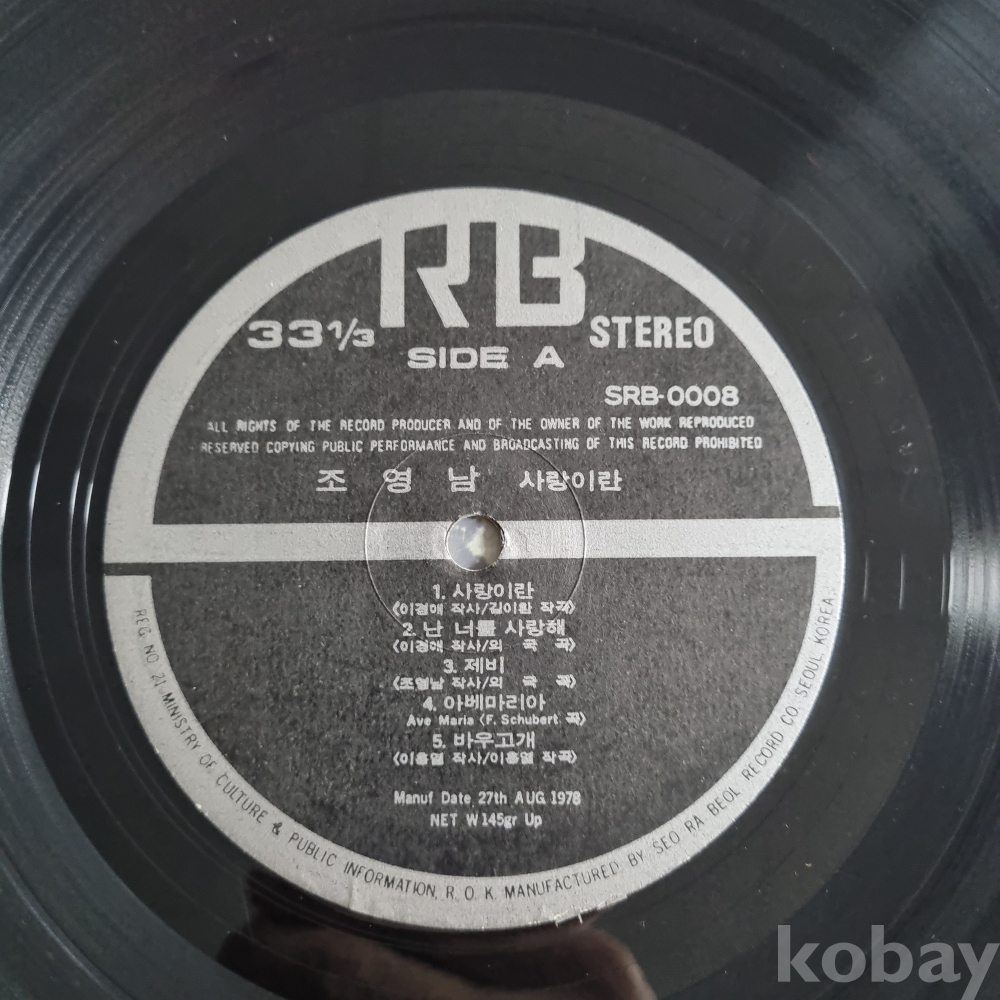 RB
33 1/3
STEREO
SIDE A
SRB-0008
ALL RIGHTS OF THE RECORD PRODUCER AND OF THE OWNER OF THE WORK REPRODUCED
RESERVED COPYING PUBLIC PERFORMANCE AND BROADCASTING OF THIS RECORD PROHIBITED
조 영 남 사랑이란
1. 사랑이란
〈이경애 작사/김이환 작곡〉
2. 난 너를 사랑해
〈이경애 작사/외 국 곡〉
3. 제비
〈조영남 작사/외 국 곡〉
4. 아베마리아
Ave Maria 〈F. Schubert 곡〉
5. 바우고개
〈이흥열 작사/이흥열 작곡〉
Manuf Date 27th AUG 1978
NET W145gr Up
REG. NO. 21 MINISTRY OF CULTURE & PUBLIC INFORMATION, R. O. K. MANUFACTURED BY SEO RA BEOL RECORD CO. SEOUL KOREA.
kobay